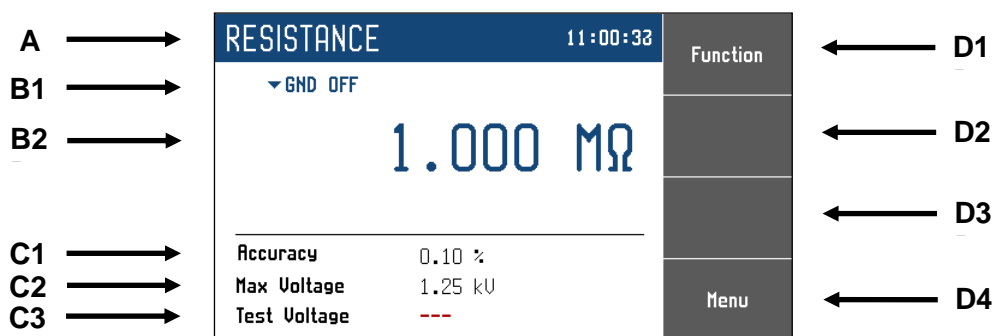 A
RESISTANCE 11:00:33
Function
D1
B1
GND OFF
B2
1.000 MΩ
D2
D3
C1
Accuracy 0.10 %
C2
Max Voltage 1.25 kV
Menu
D4
C3
Test Voltage ---